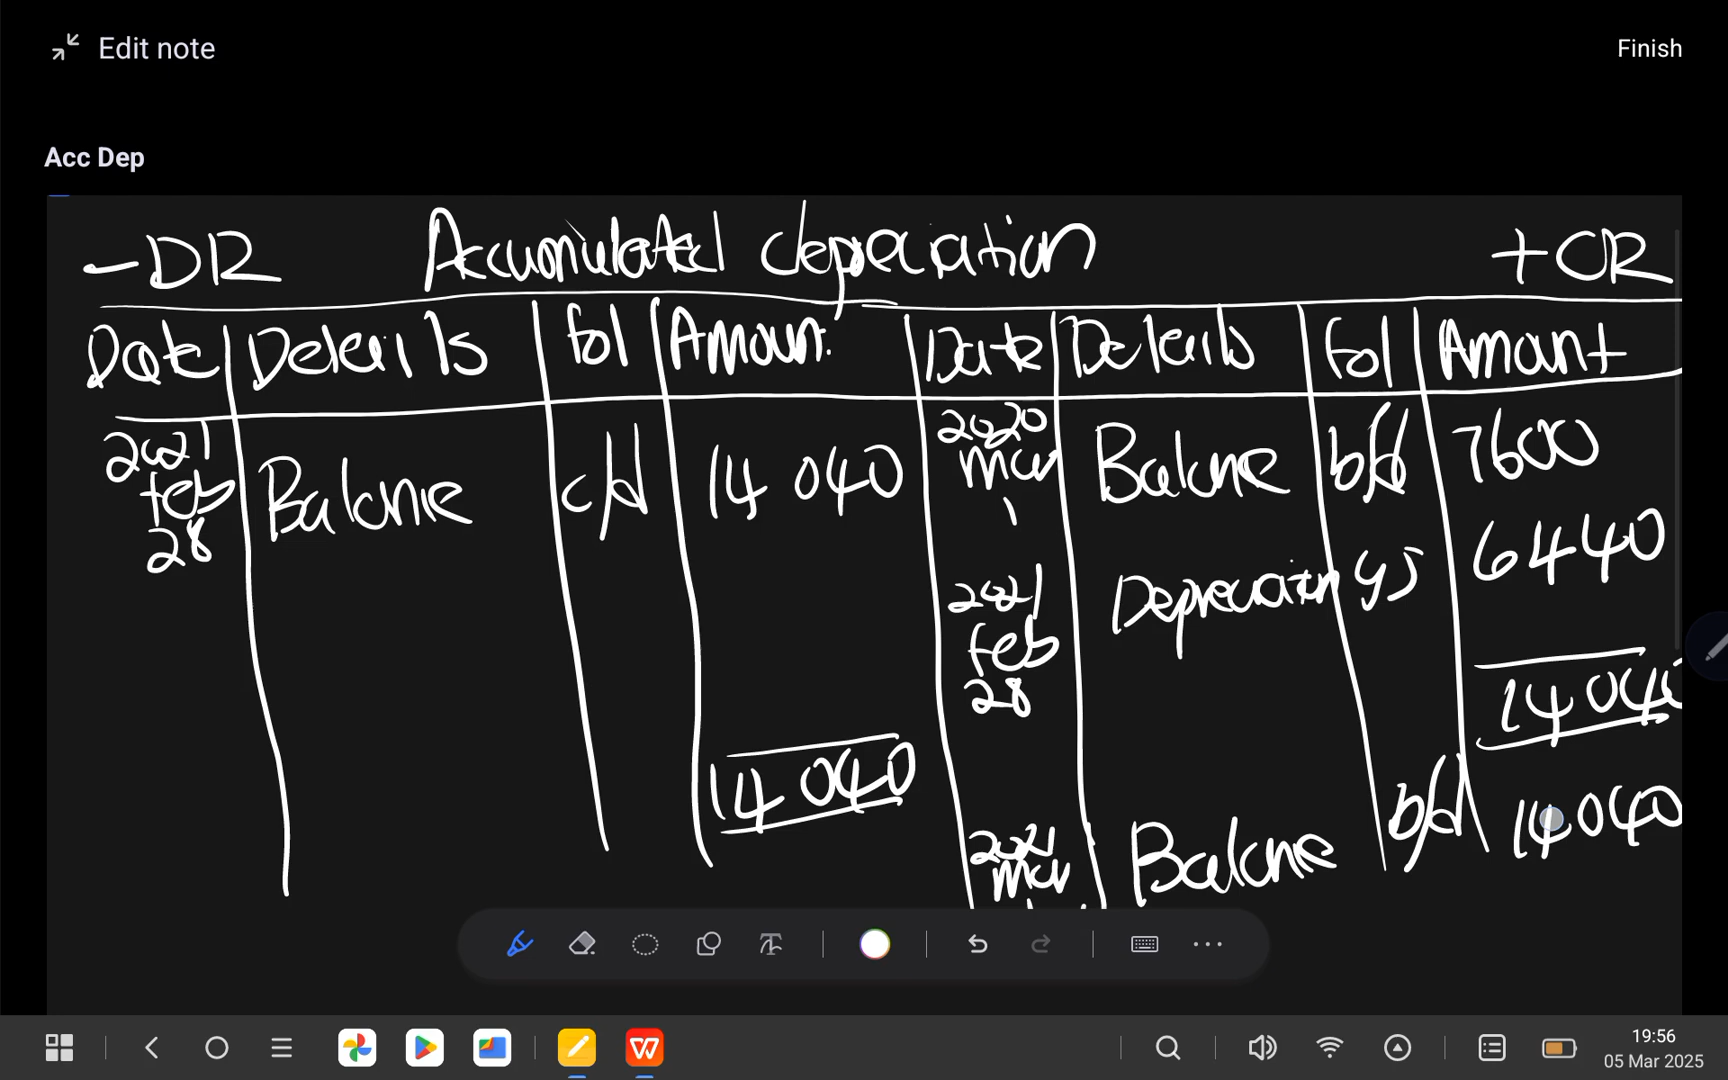 Edit note
Finish
Acc Dep
-DR Accumulated depreciation +CR
Date Details fol Amount Date Details fol Amount
2021 feb 28 Balance c/d 14 040 2020 mar 1 Balance b/d 7600
2021 feb 28 Depreciation GJ 6440
14 040
14 040
2021 mar Balance b/d 14 040
19:56
05 Mar 2025